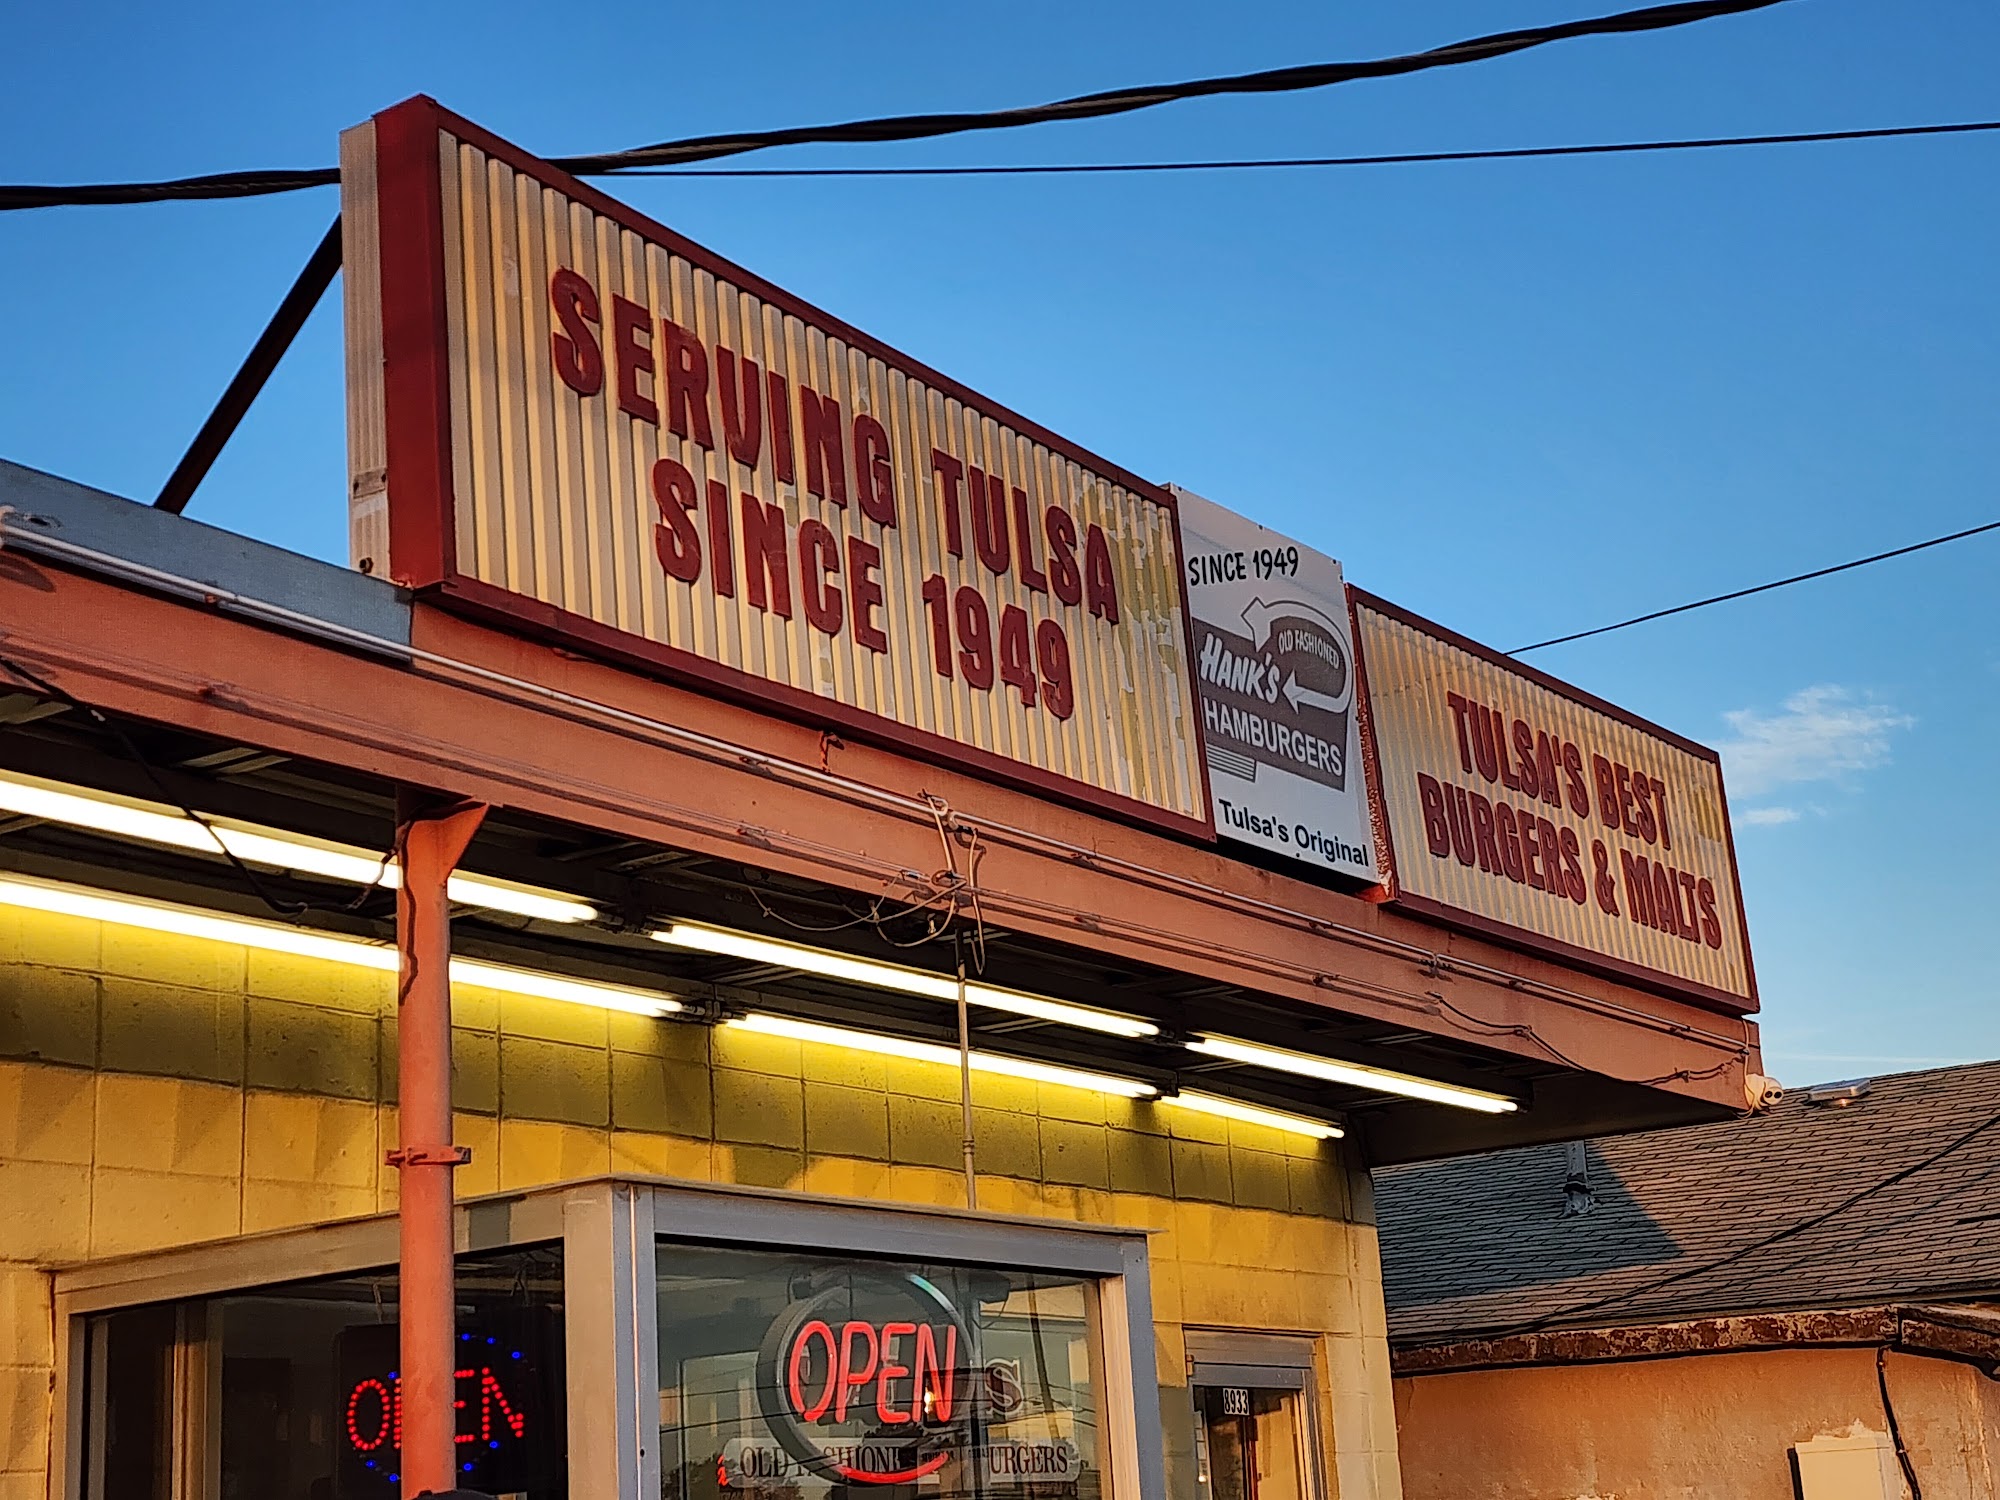 SERVING TULSA
SINCE 1949
SINCE 1949
OLD FASHIONED
HANK'S
HAMBURGERS
Tulsa's Original
TULSA'S BEST
BURGERS & MALTS
OPEN
OPEN
8933